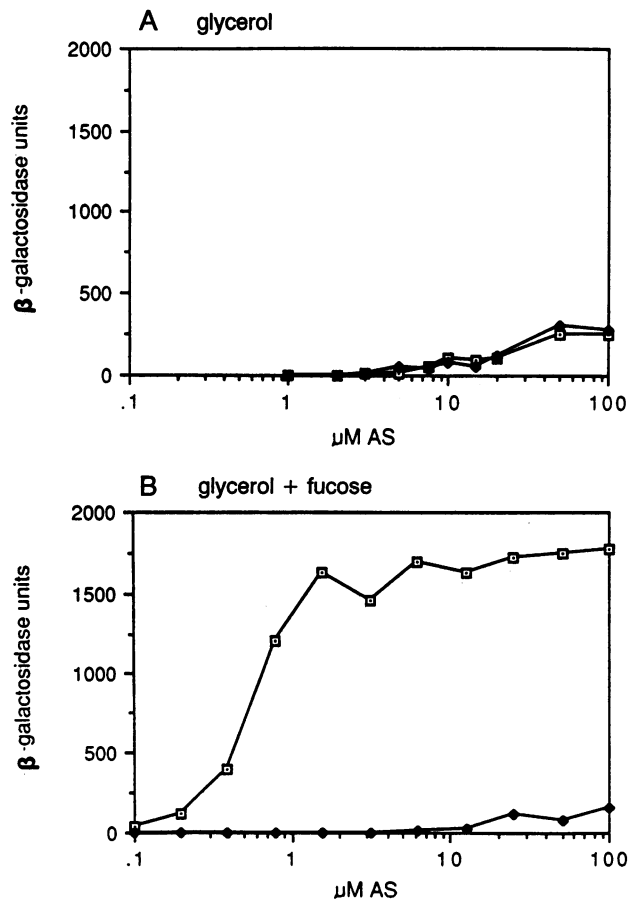 A glycerol
2000
1500
1000
500
0
β-galactosidase units
.1 1 10 100
µM AS
B glycerol + fucose
2000
1500
1000
500
0
β-galactosidase units
.1 1 10 100
µM AS